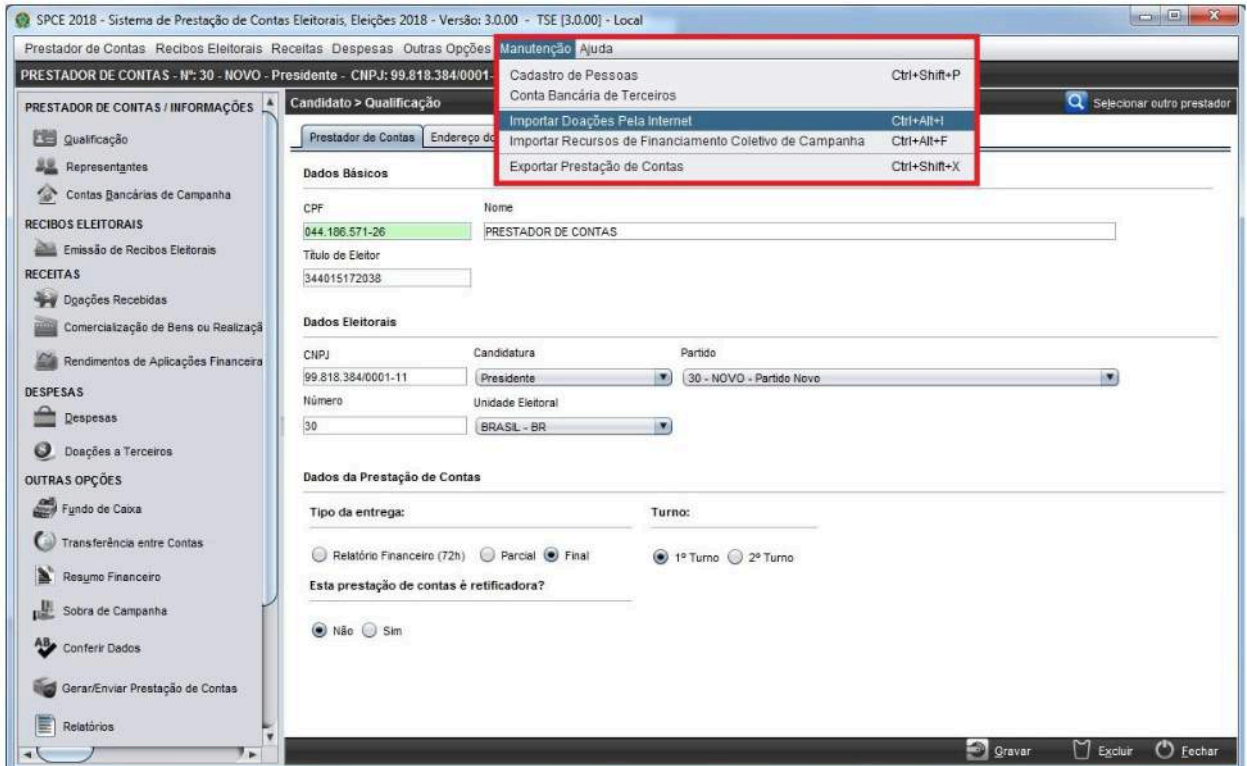 SPCE 2018 - Sistema de Prestação de Contas Eleitorais, Eleições 2018 - Versão: 3.0.00 - TSE [3.0.00] - Local
Prestador de Contas Recibos Eleitorais Receitas Despesas Outras Opções Manutenção Ajuda
PRESTADOR DE CONTAS - Nº: 30 - NOVO - Presidente - CNPJ: 99.818.384/0001-
Cadastro de Pessoas Ctrl+Shift+P
Conta Bancária de Terceiros
Importar Doações Pela Internet Ctrl+Alt+I
Importar Recursos de Financiamento Coletivo de Campanha Ctrl+Alt+F
Exportar Prestação de Contas Ctrl+Shift+X
PRESTADOR DE CONTAS / INFORMAÇÕES
Qualificação
Representantes
Contas Bancárias de Campanha
RECIBOS ELEITORAIS
Emissão de Recibos Eleitorais
RECEITAS
Doações Recebidas
Comercialização de Bens ou Realizaçã
Rendimentos de Aplicações Financeira
DESPESAS
Despesas
Doações a Terceiros
OUTRAS OPÇÕES
Fundo de Caixa
Transferência entre Contas
Resumo Financeiro
Sobra de Campanha
Conferir Dados
Gerar/Enviar Prestação de Contas
Relatórios
Candidato > Qualificação
Selecionar outro prestador
Prestador de Contas Endereço do
Dados Básicos
CPF Nome
044.186.571-26 PRESTADOR DE CONTAS
Título de Eleitor
344015172038
Dados Eleitorais
CNPJ Candidatura Partido
99.818.384/0001-11 Presidente 30 - NOVO - Partido Novo
Número Unidade Eleitoral
30 BRASIL - BR
Dados da Prestação de Contas
Tipo da entrega: Turno:
Relatório Financeiro (72h) Parcial Final 1º Turno 2º Turno
Esta prestação de contas é retificadora?
Não Sim
Gravar Excluir Fechar